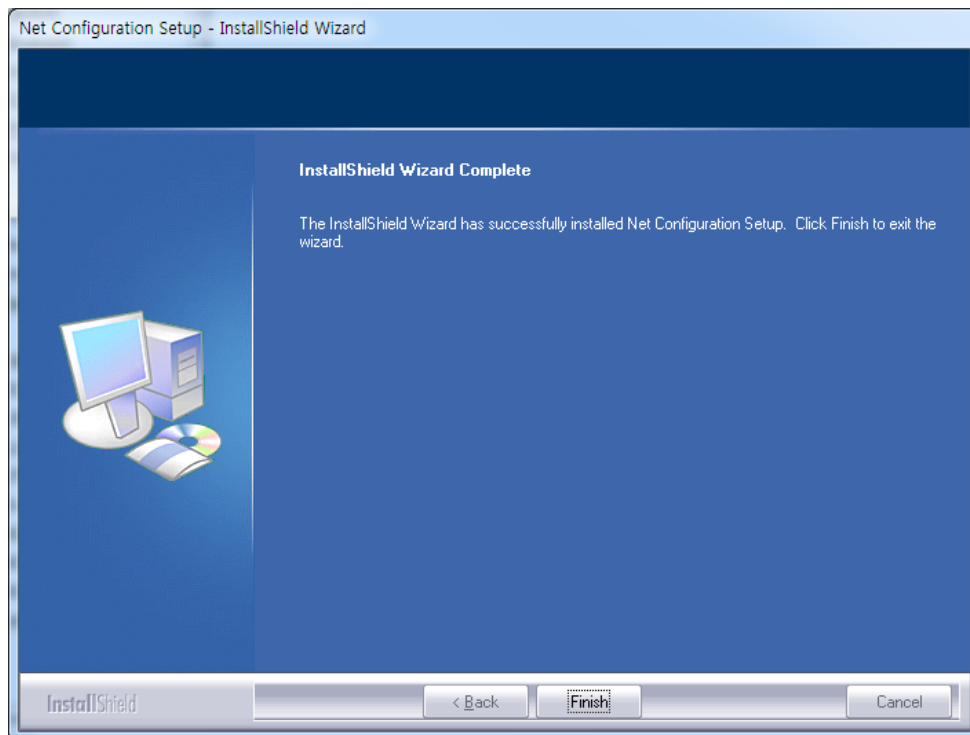 Net Configuration Setup - InstallShield Wizard
InstallShield Wizard Complete
The InstallShield Wizard has successfully installed Net Configuration Setup. Click Finish to exit the
wizard.
InstallShield
< Back
Finish
Cancel